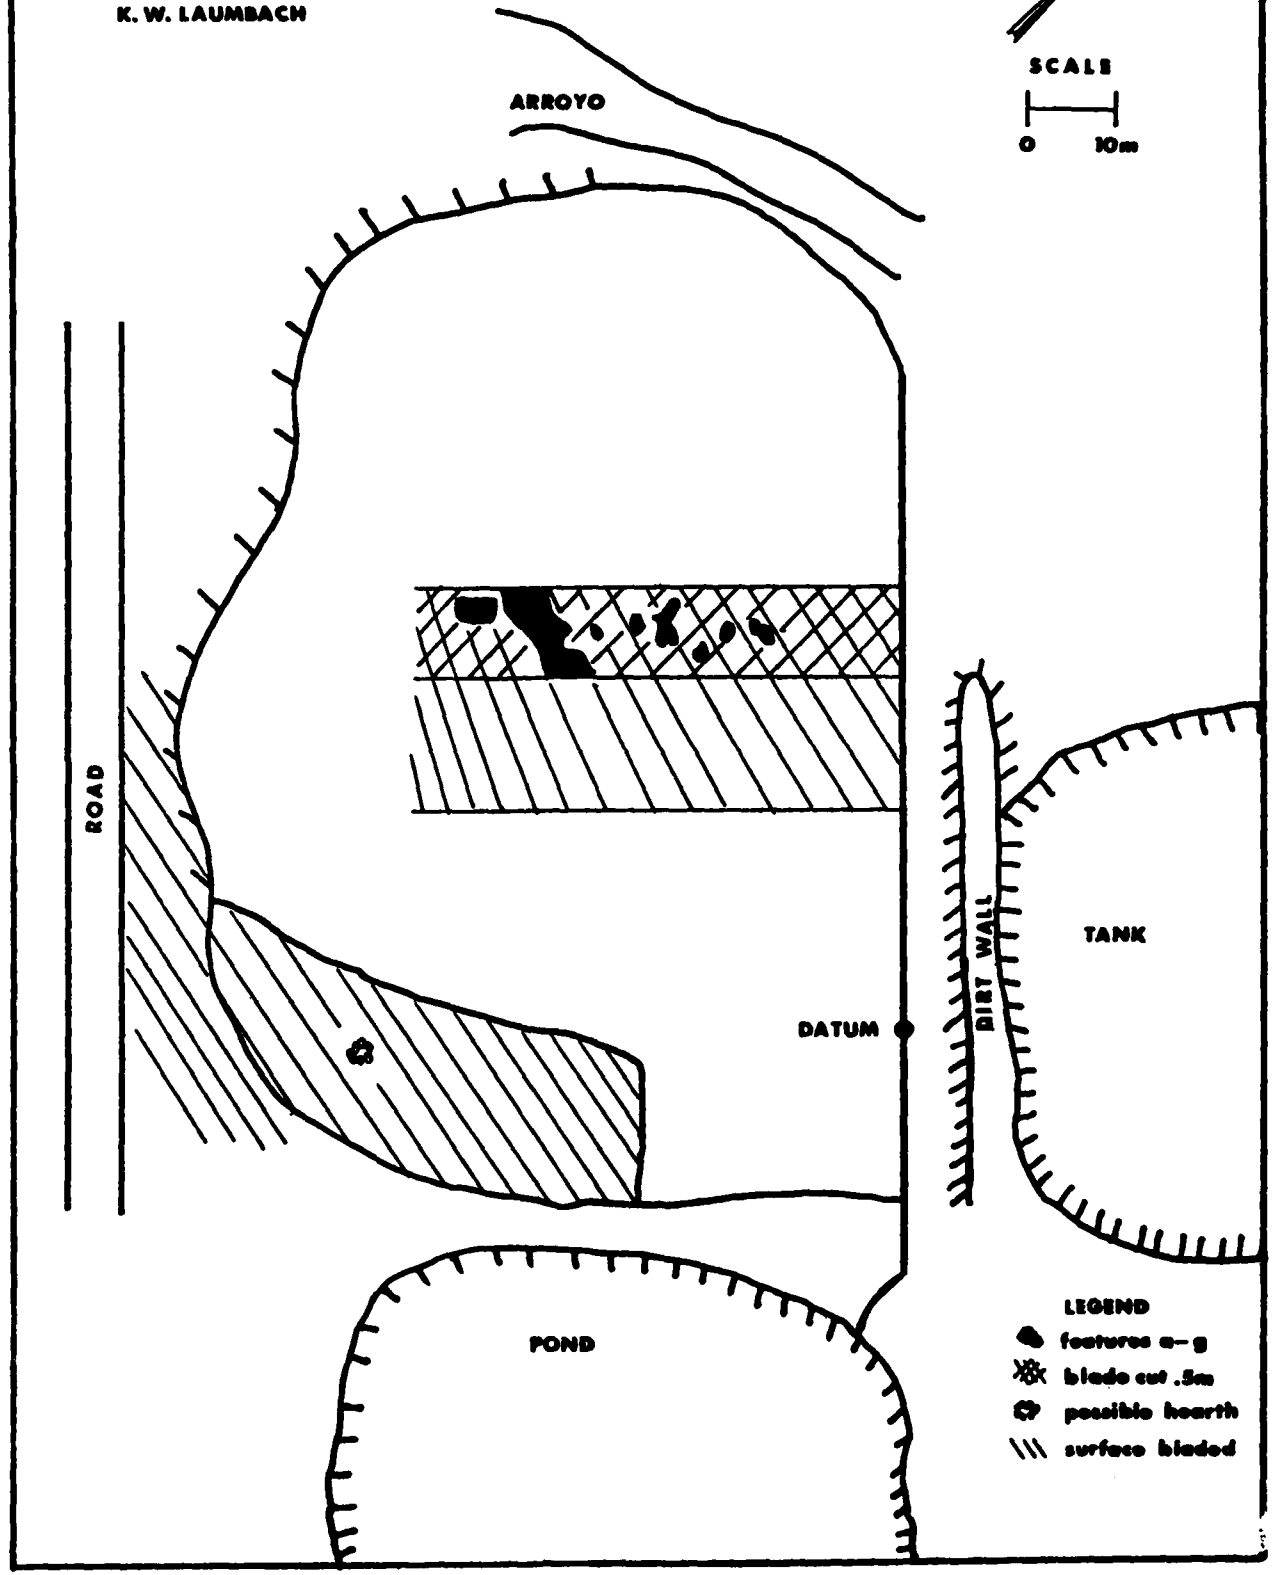 K. W. LAUMBACH
SCALE
0 10m
ARROYO
ROAD
DIRT WALL
TANK
DATUM
POND
LEGEND
features a-g
blade cut .5m
possible hearth
surface bladed